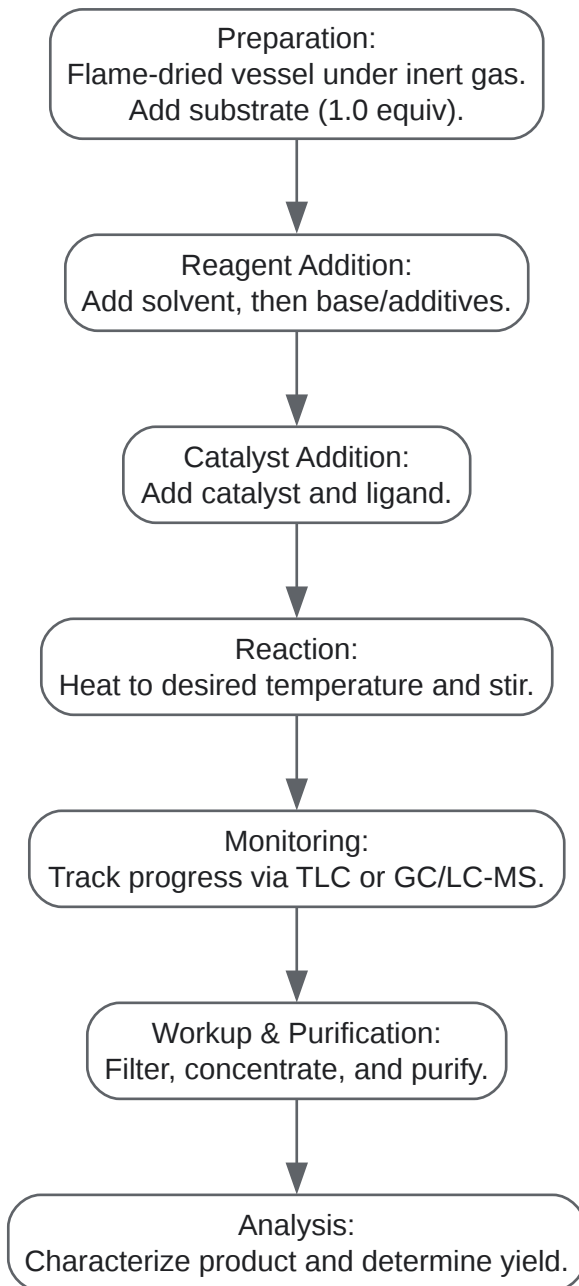 Preparation:
Flame-dried vessel under inert gas.
Add substrate (1.0 equiv).
Reagent Addition:
Add solvent, then base/additives.
Catalyst Addition:
Add catalyst and ligand.
Reaction:
Heat to desired temperature and stir.
Monitoring:
Track progress via TLC or GC/LC-MS.
Workup & Purification:
Filter, concentrate, and purify.
Analysis:
Characterize product and determine yield.